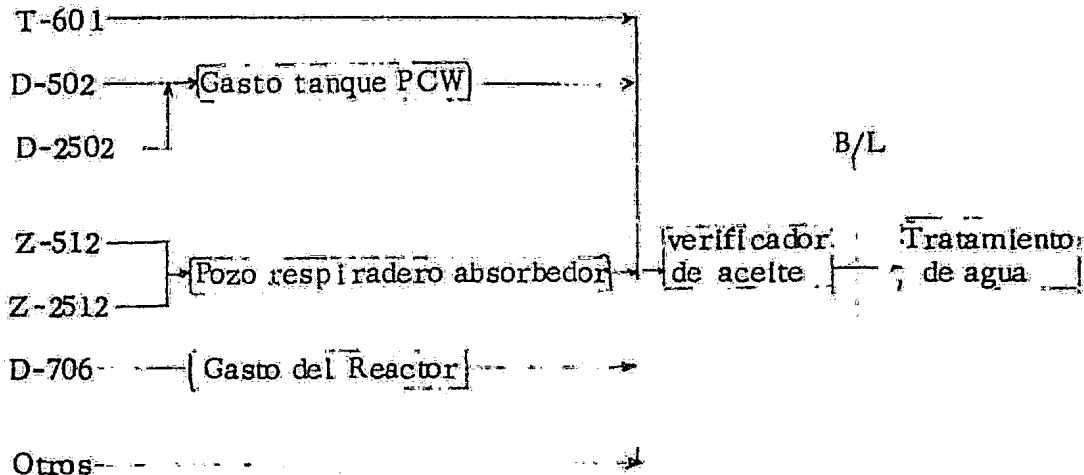 T-601
D-502 Gasto tanque PCW
D-2502
B/L
Z-512
verificador Tratamiento
Pozo respiradero absorbedor de aceite de agua
Z-2512
D-706 Gasto del Reactor
Otros